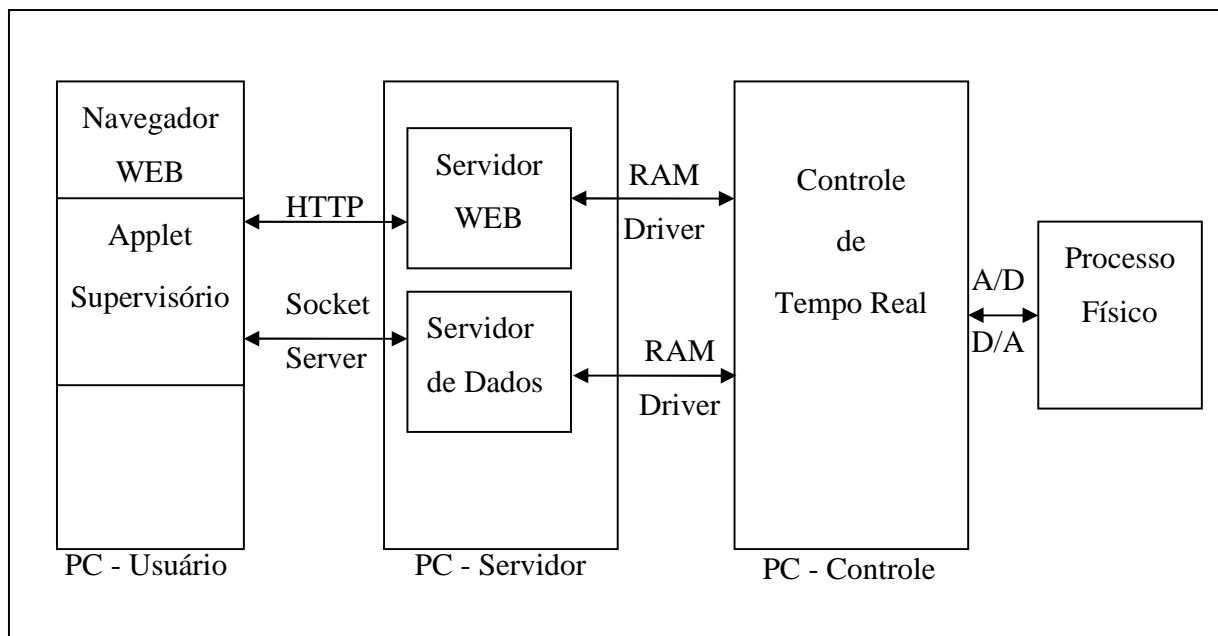 Navegador
WEB
Applet
Supervisório
PC - Usuário
HTTP
Socket
Server
Servidor
WEB
Servidor
de Dados
PC - Servidor
RAM
Driver
RAM
Driver
Controle
de
Tempo Real
PC - Controle
A/D
D/A
Processo
Físico